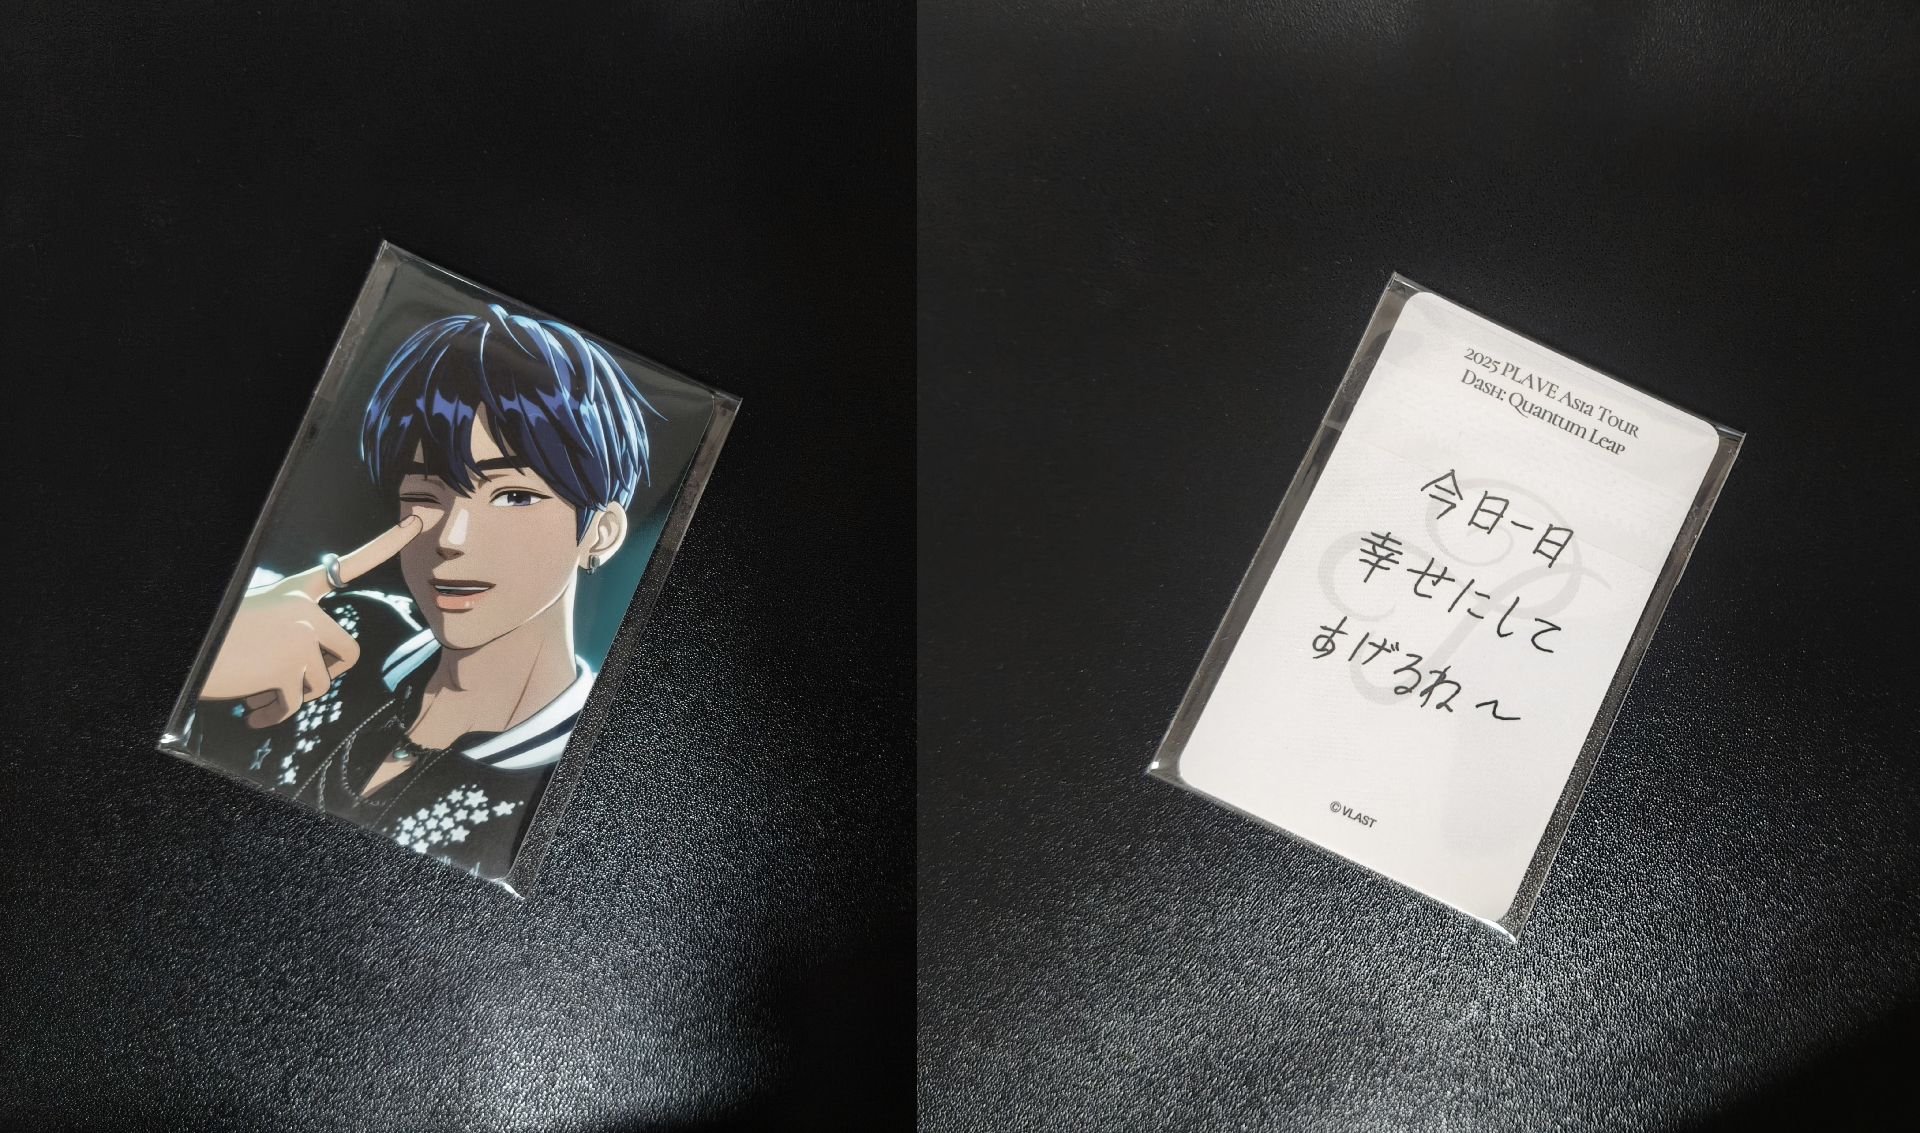 2025 PLAVE Asia Tour
Dash: Quantum Leap
今日一日
幸せにして
あげるね～
© VLAST